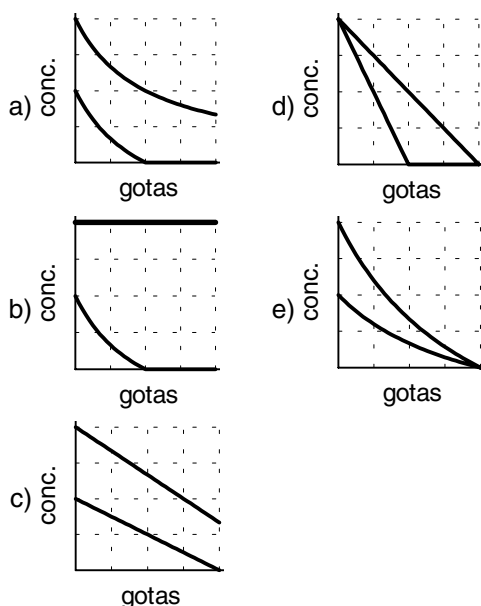 a) conc.
gotas
b) conc.
gotas
c) conc.
gotas
d) conc.
gotas
e) conc.
gotas